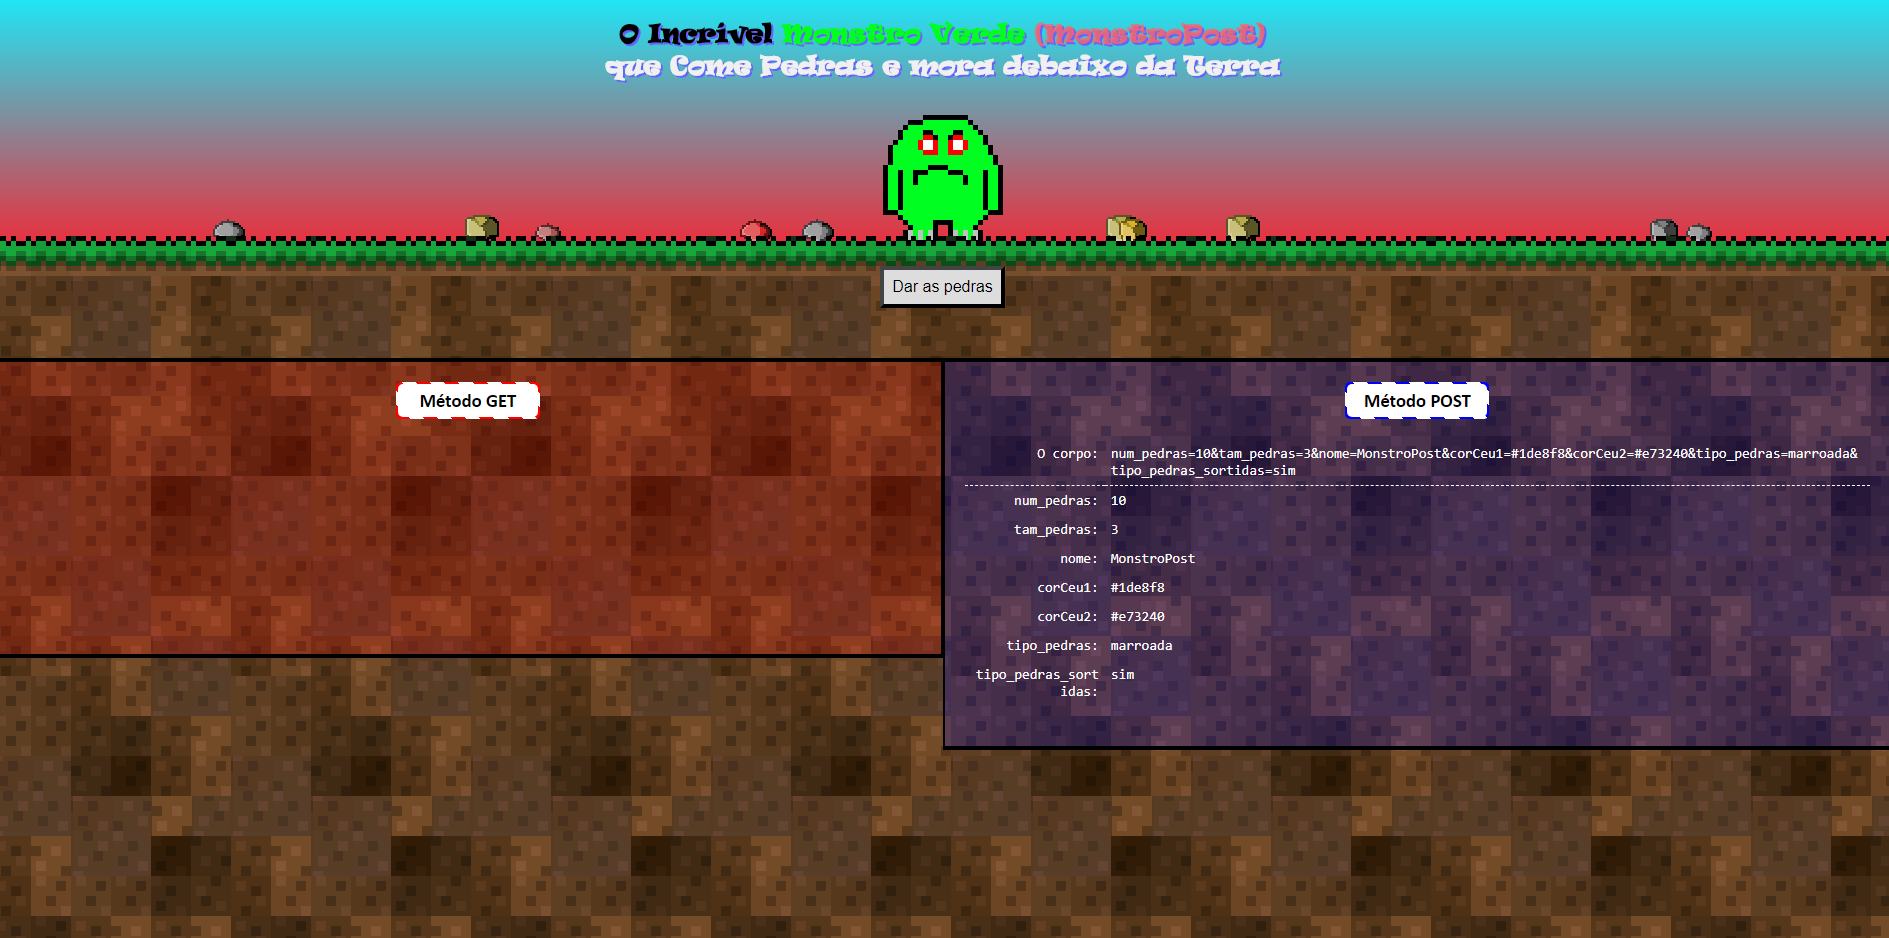 O Incrível Monstro Verde (MonstroPost)
que Come Pedras e mora debaixo da Terra
Dar as pedras
Método GET
Método POST
O corpo: num_pedras=10&tam_pedras=3&nome=MonstroPost&corCeu1=#1de8f8&corCeu2=#e73240&tipo_pedras=marroada&
tipo_pedras_sortidas=sim
num_pedras: 10
tam_pedras: 3
nome: MonstroPost
corCeu1: #1de8f8
corCeu2: #e73240
tipo_pedras: marroada
tipo_pedras_sort sim
idas: